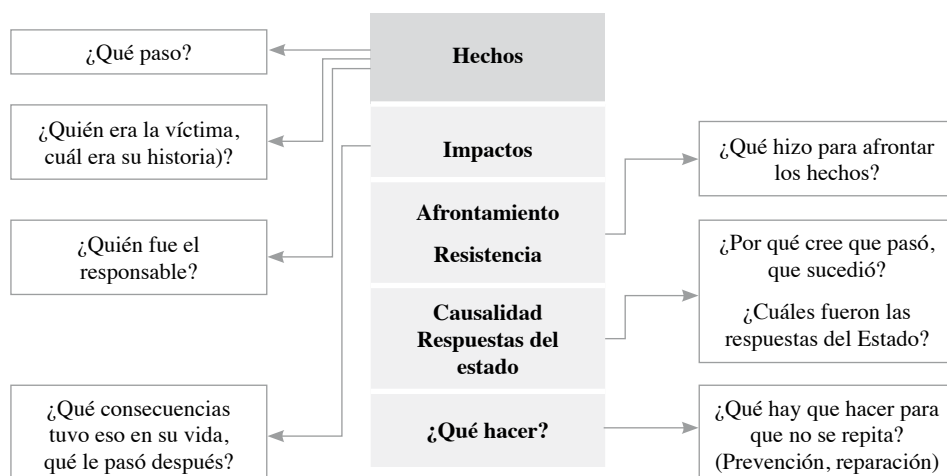 ¿Qué paso?
¿Quién era la víctima,
cuál era su historia)?
¿Quién fue el
responsable?
¿Qué consecuencias
tuvo eso en su vida,
qué le pasó después?
Hechos
Impactos
Afrontamiento
Resistencia
Causalidad
Respuestas del
estado
¿Qué hacer?
¿Qué hizo para afrontar
los hechos?
¿Por qué cree que pasó,
que sucedió?
¿Cuáles fueron las
respuestas del Estado?
¿Qué hay que hacer para
que no se repita?
(Prevención, reparación)